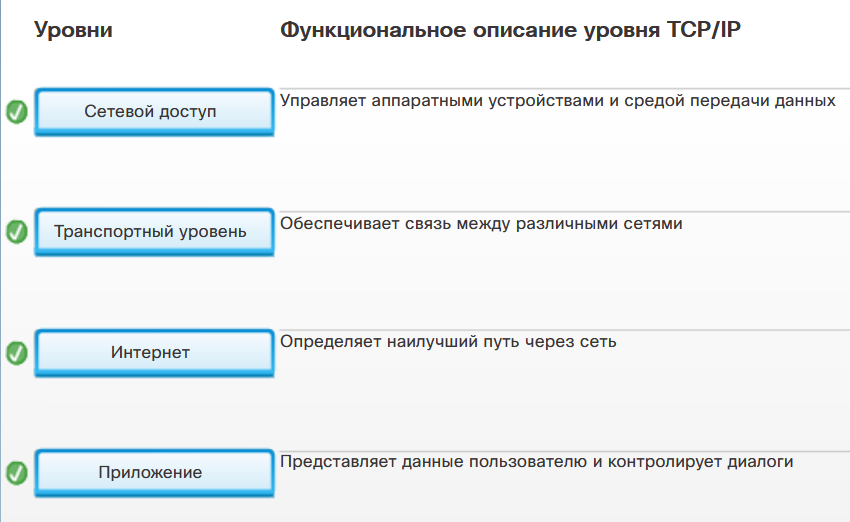 Уровни Функциональное описание уровня TCP/IP
Сетевой доступ Управляет аппаратными устройствами и средой передачи данных
Транспортный уровень Обеспечивает связь между различными сетями
Интернет Определяет наилучший путь через сеть
Приложение Представляет данные пользователю и контролирует диалоги